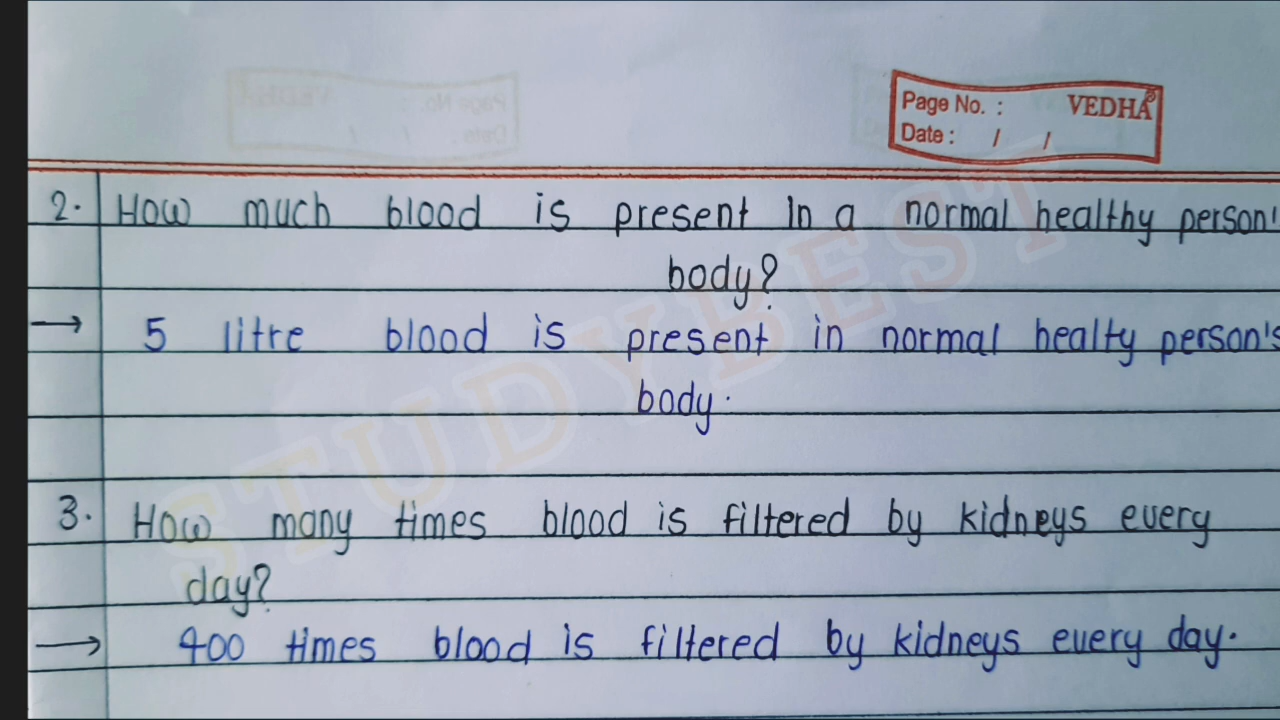 Page No. : VEDHA
Date : / /
2. How much blood is present In a normal healthy person'
body?
→ 5 litre blood is present in normal healty person's
body.
STUDYBEST
3. How many times blood is filtered by kidneys every
day?
→ 400 times blood is filtered by kidneys every day.